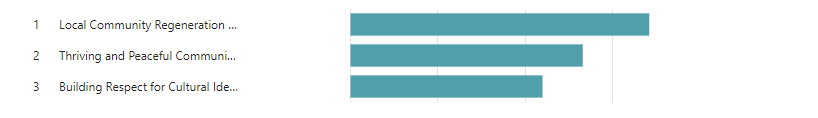 1 Local Community Regeneration ...
2 Thriving and Peaceful Communi...
3 Building Respect for Cultural Ide...